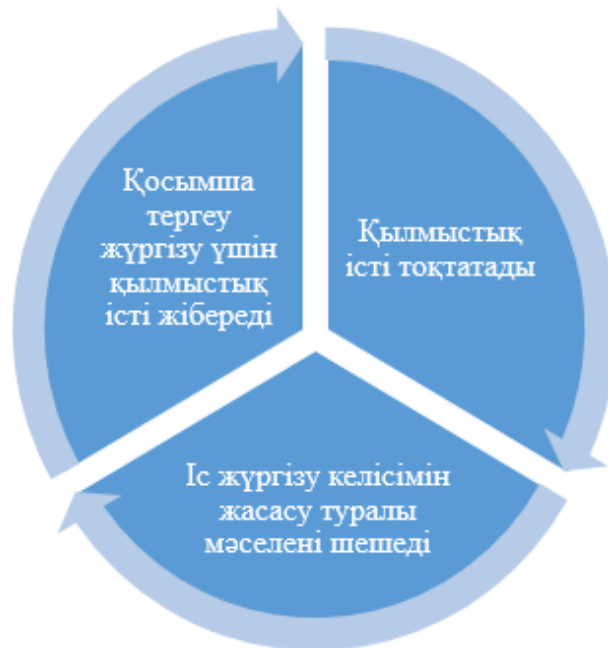 Қосымша
тергеу
жүргізу үшін
қылмыстық
істі жібереді
Қылмыстық
істі тоқтатады
Іс жүргізу келісімін
жасасу туралы
мәселені шешеді